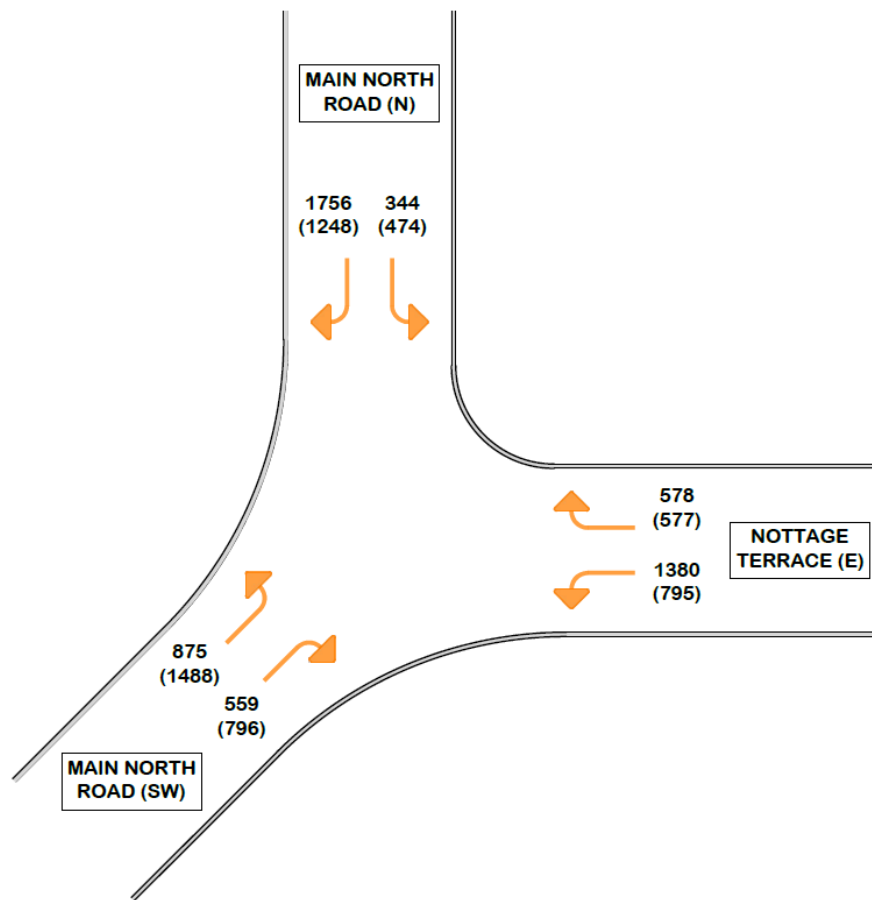 MAIN NORTH
ROAD (N)
1756 344
(1248) (474)
578
(577)
NOTTAGE
TERRACE (E)
1380
(795)
875
(1488)
559
(796)
MAIN NORTH
ROAD (SW)